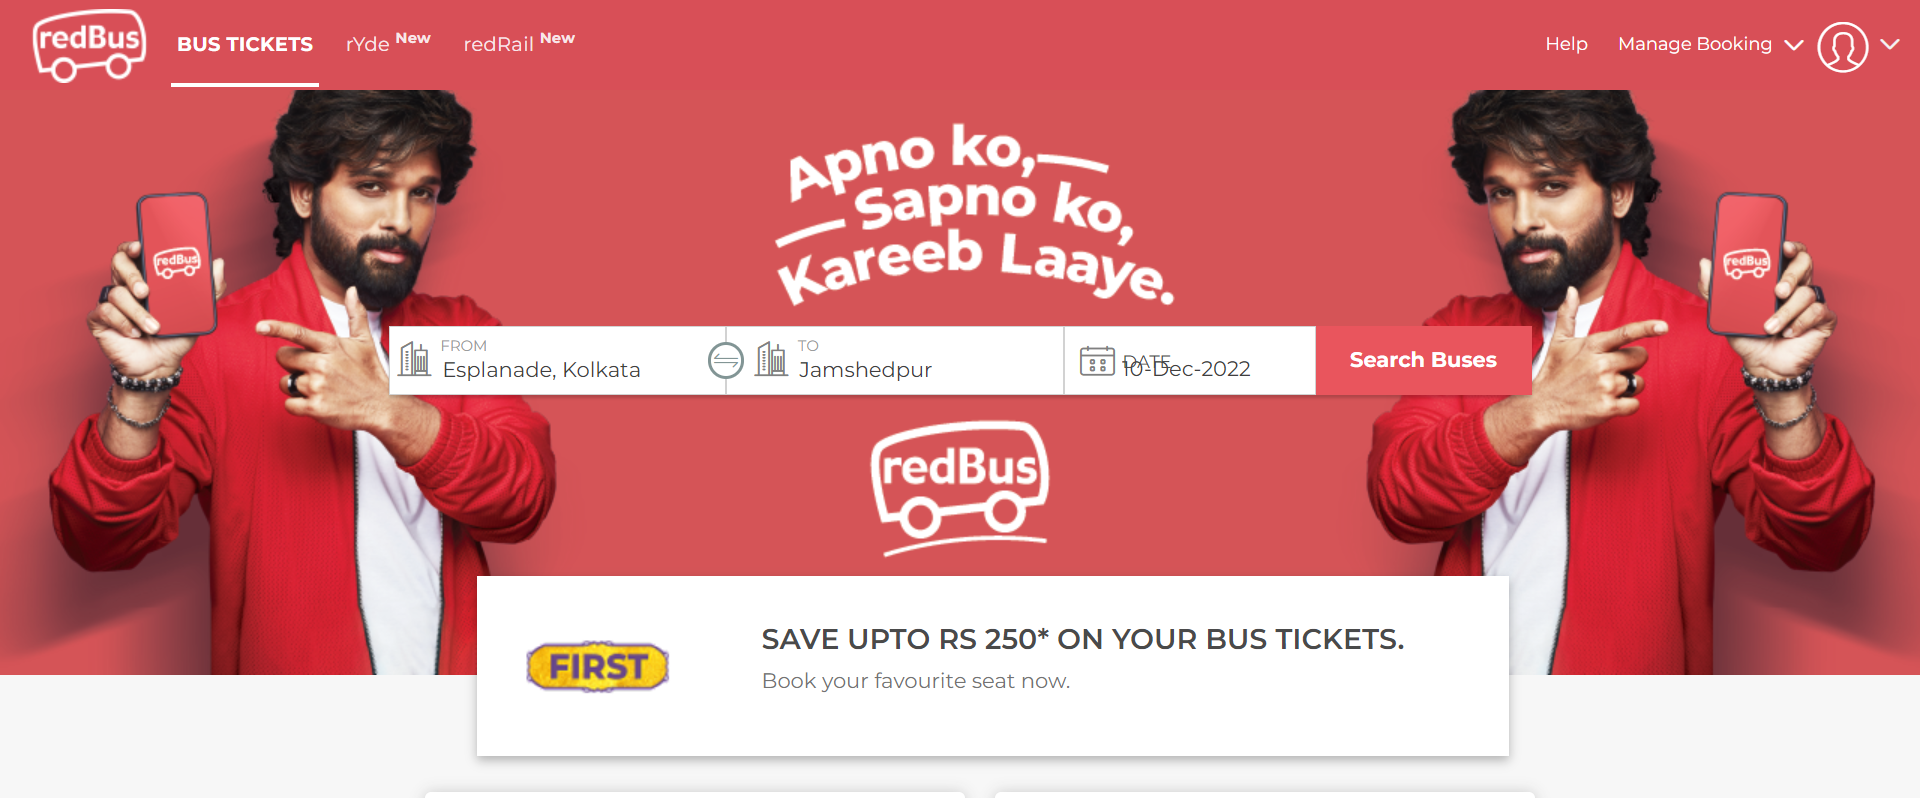 redBus
BUS TICKETS
rYde New
redRail New
Help
Manage Booking
Apno ko,
Sapno ko,
Kareeb Laaye.
redBus
redBus
FROM
Esplanade, Kolkata
TO
Jamshedpur
DATE
10-Dec-2022
Search Buses
redBus
FIRST
SAVE UPTO RS 250* ON YOUR BUS TICKETS.
Book your favourite seat now.